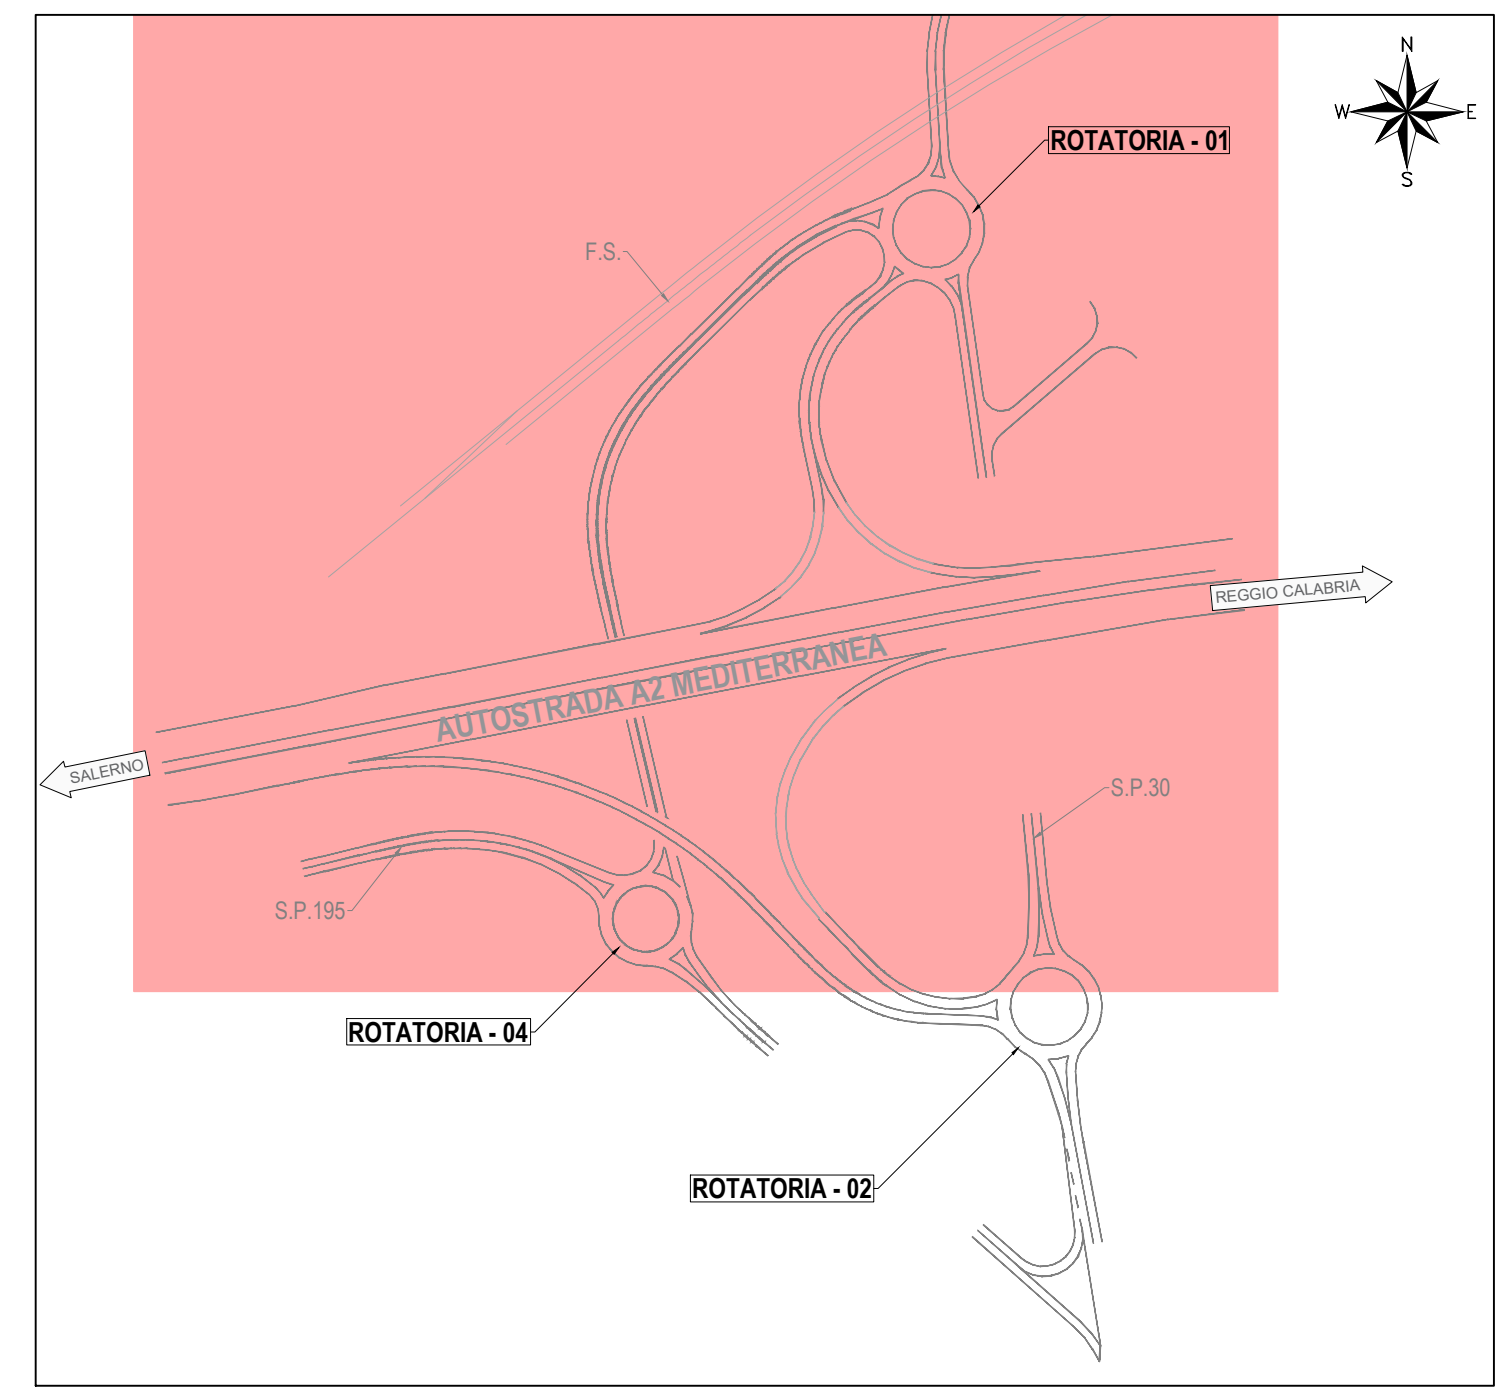 N
W
E
S
ROTATORIA - 01
F.S.
REGGIO CALABRIA
AUTOSTRADA A2 MEDITERRANEA
SALERNO
S.P.30
S.P.195
ROTATORIA - 04
ROTATORIA - 02